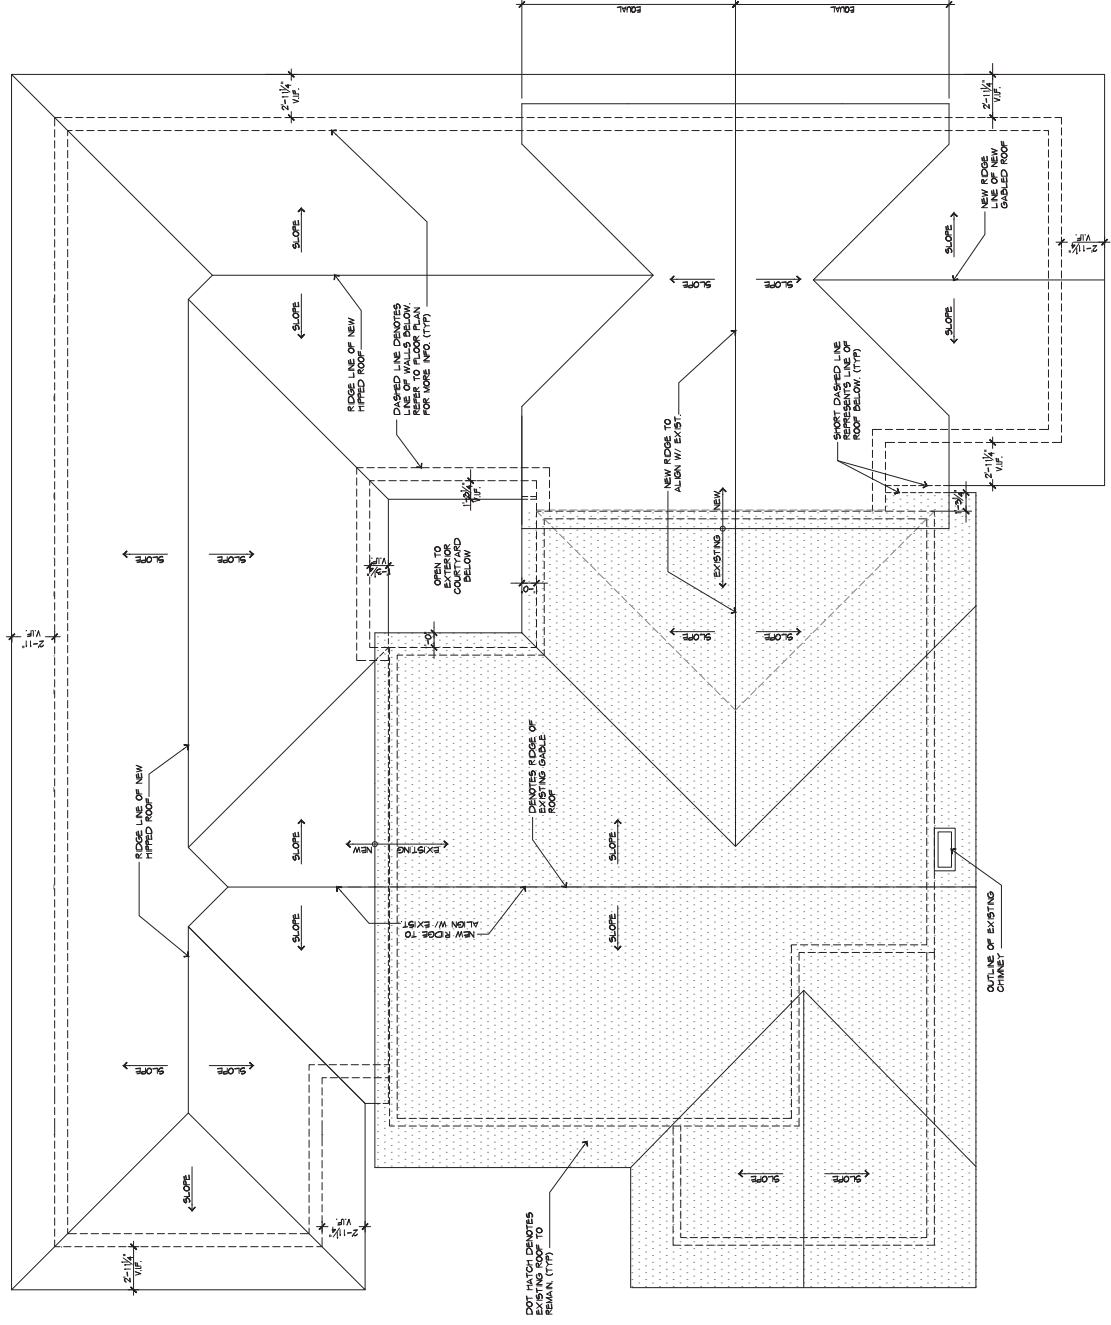 EQUAL
EQUAL
2'-11¼"
V.I.F.
2'-11¼"
V.I.F.
NEW RIDGE
LINE OF NEW
GABLED ROOF
SLOPE
SLOPE
2'-11¼"
V.I.F.
SLOPE
SLOPE
SLOPE
SLOPE
RIDGE LINE OF NEW
HIPPED ROOF
DASHED LINE DENOTES
LINE OF WALLS BELOW.
REFER TO FLOOR PLAN
FOR MORE INFO. (TYP)
SHORT DASHED LINE
REPRESENTS LINE OF
ROOF BELOW. (TYP)
NEW RIDGE TO
ALIGN W/ EXIST.
2'-11¼"
V.I.F.
V.I.F.
EXISTING
NEW
SLOPE
SLOPE
OPEN TO
EXTERIOR
COURTYARD
BELOW
V.I.F.
2'-11"
V.I.F.
SLOPE
SLOPE
RIDGE LINE OF NEW
HIPPED ROOF
DENOTES RIDGE OF
EXISTING GABLE
ROOF
SLOPE
NEW
EXISTING
SLOPE
NEW RIDGE TO
ALIGN W/ EXIST.
SLOPE
SLOPE
OUTLINE OF EXISTING
CHIMNEY
SLOPE
SLOPE
SLOPE
SLOPE
SLOPE
2'-11¼"
V.I.F.
2'-11¼"
V.I.F.
DOT HATCH DENOTES
EXISTING ROOF TO
REMAIN. (TYP)